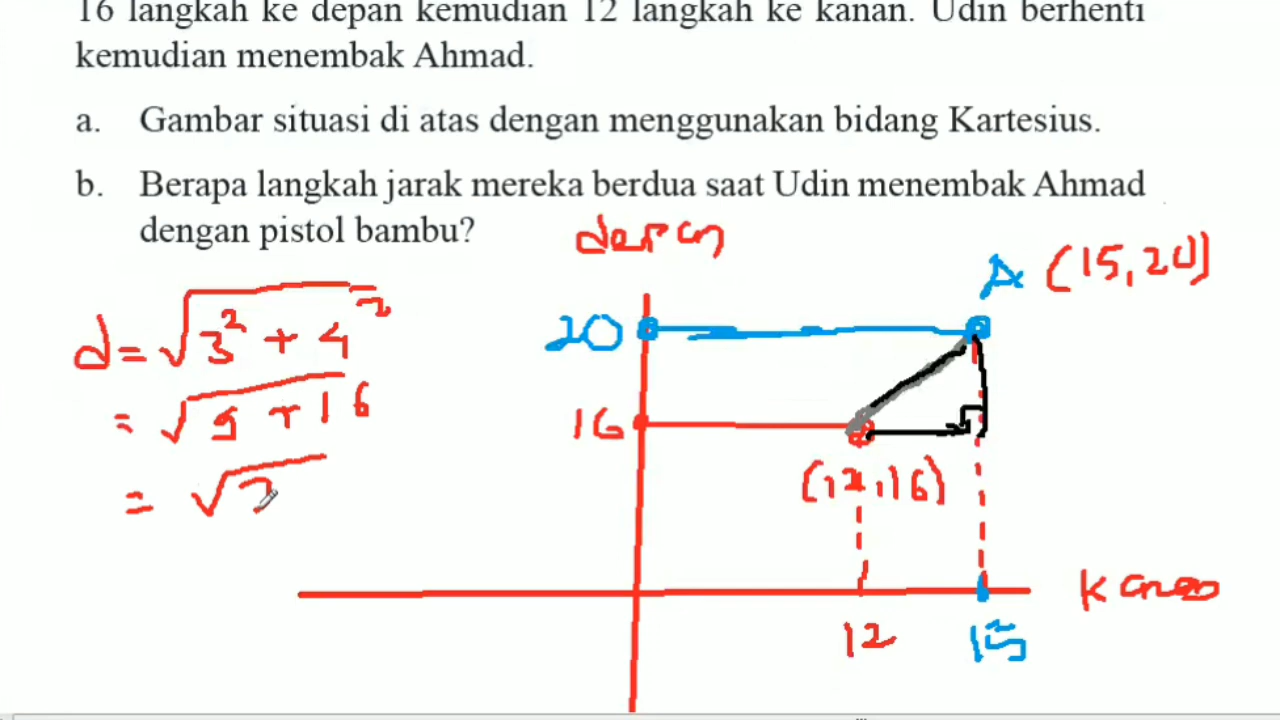 16 langkah ke depan kemudian 12 langkah ke kanan. Udin berhenti
kemudian menembak Ahmad.
a. Gambar situasi di atas dengan menggunakan bidang Kartesius.
b. Berapa langkah jarak mereka berdua saat Udin menembak Ahmad
dengan pistol bambu?
depan
A (15,20)
d = √3² + 4²
20
= √9 + 16
16
(12,16)
= √2
kanan
12
15